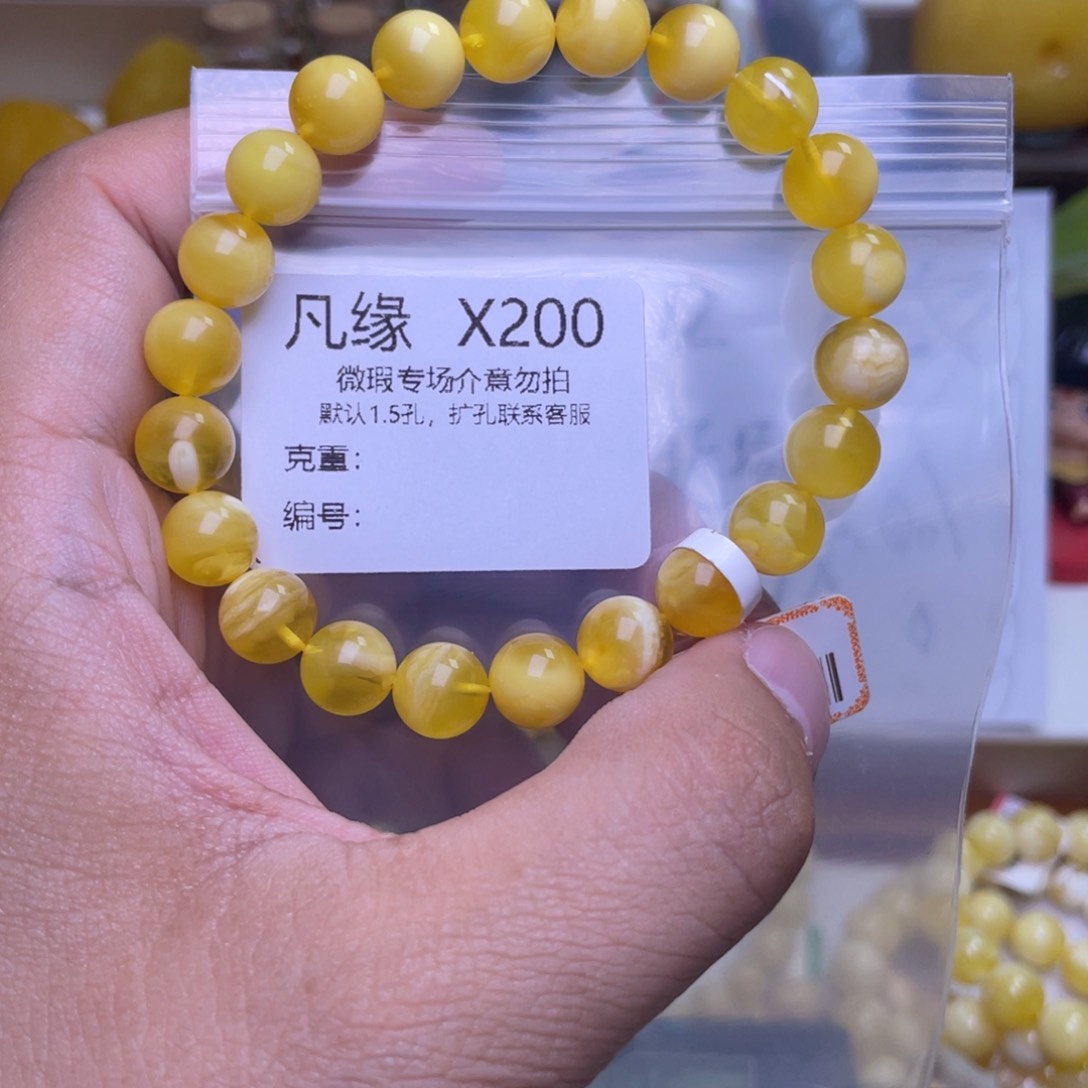 凡缘 X200
微瑕专场介意勿拍
默认1.5孔，扩孔联系客服
克重：
编号：